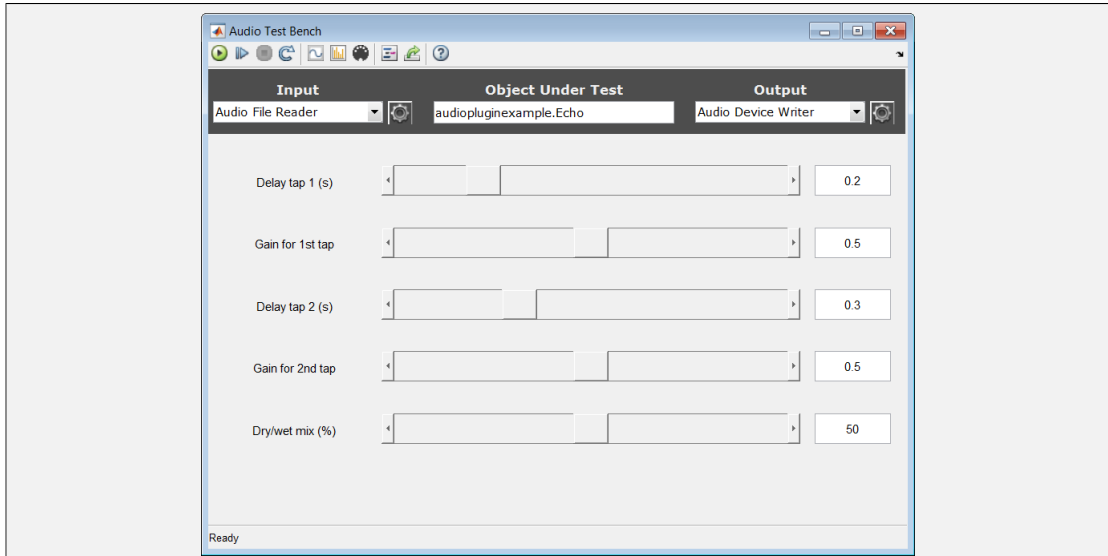 Audio Test Bench
Input Object Under Test Output
Audio File Reader audiopluginexample.Echo Audio Device Writer
Delay tap 1 (s) 0.2
Gain for 1st tap 0.5
Delay tap 2 (s) 0.3
Gain for 2nd tap 0.5
Dry/wet mix (%) 50
Ready